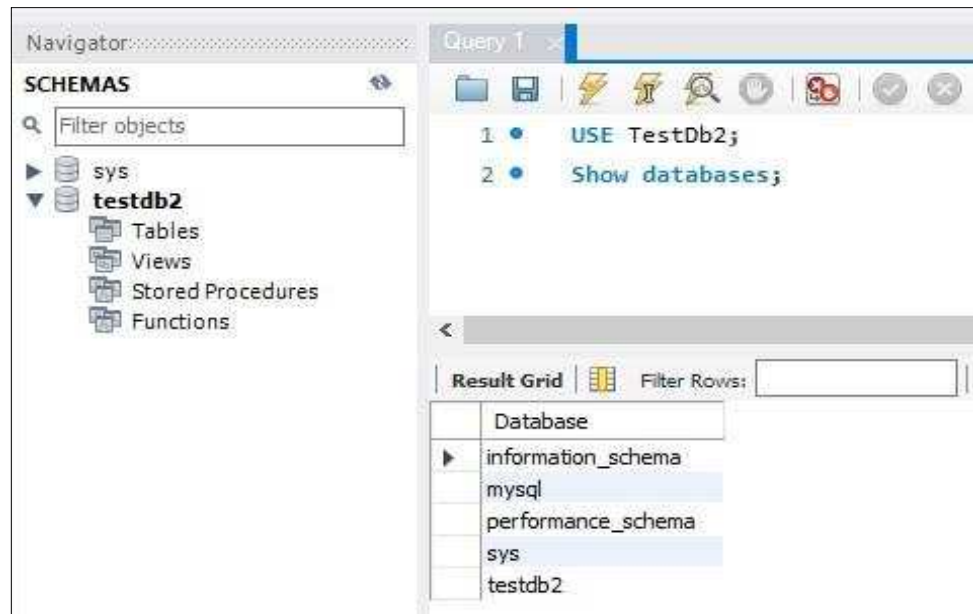 Navigator
SCHEMAS
Filter objects
sys
testdb2
Tables
Views
Stored Procedures
Functions
Query 1
1 USE TestDb2;
2 Show databases;
Result Grid Filter Rows:
Database
information_schema
mysql
performance_schema
sys
testdb2